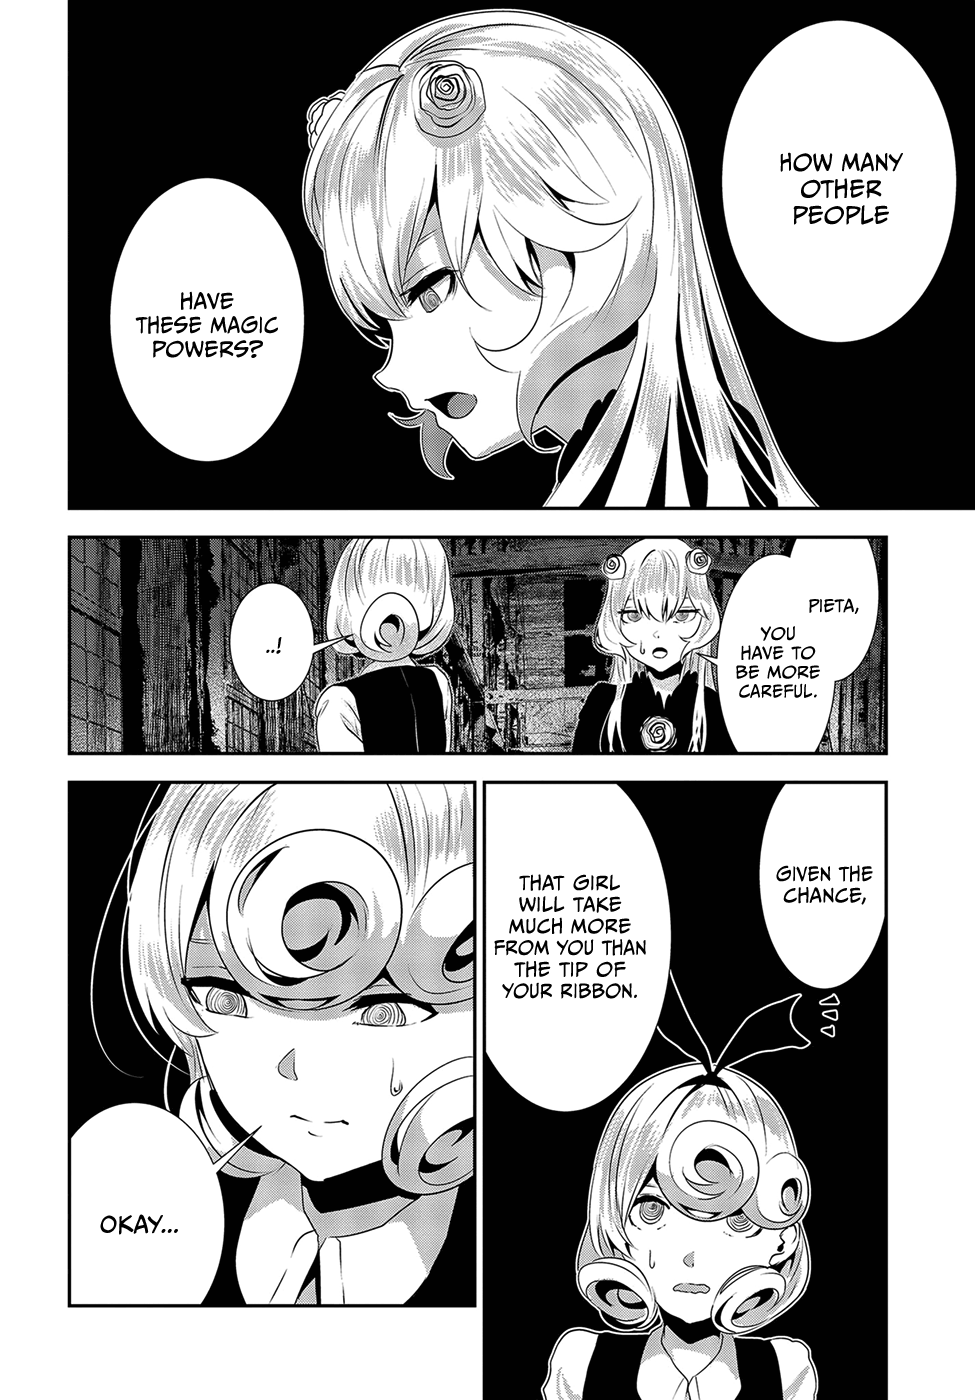 HOW MANY
OTHER
PEOPLE
HAVE
THESE MAGIC
POWERS?
PIETA,
YOU
HAVE TO
BE MORE
CAREFUL.
..!
GIVEN THE
CHANCE,
THAT GIRL
WILL TAKE
MUCH MORE
FROM YOU THAN
THE TIP OF
YOUR RIBBON.
OKAY...